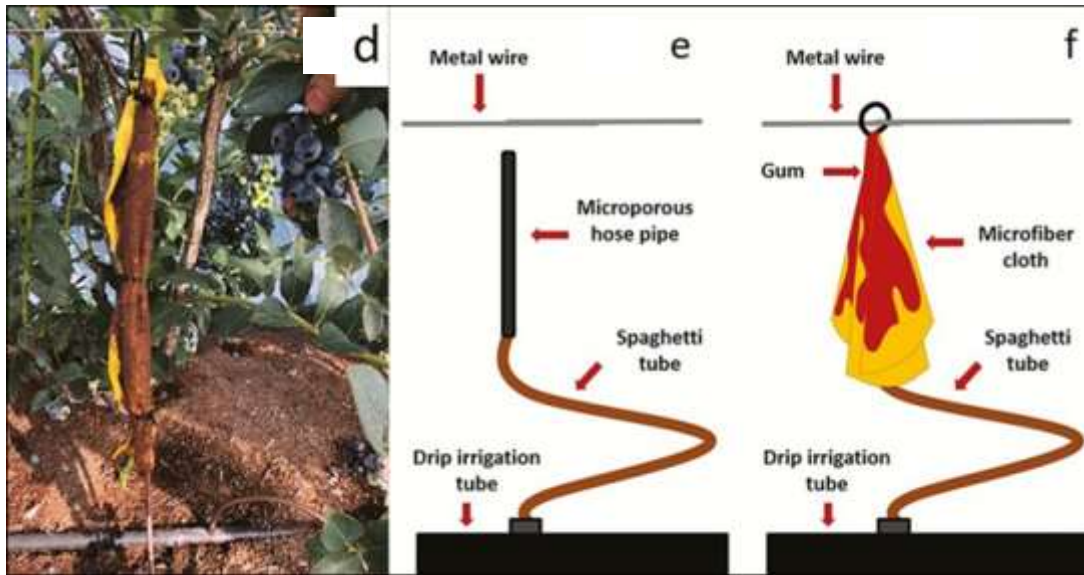 d
e
f
Metal wire
Microporous
hose pipe
Spaghetti
tube
Drip irrigation
tube
Metal wire
Gum
Microfiber
cloth
Spaghetti
tube
Drip irrigation
tube